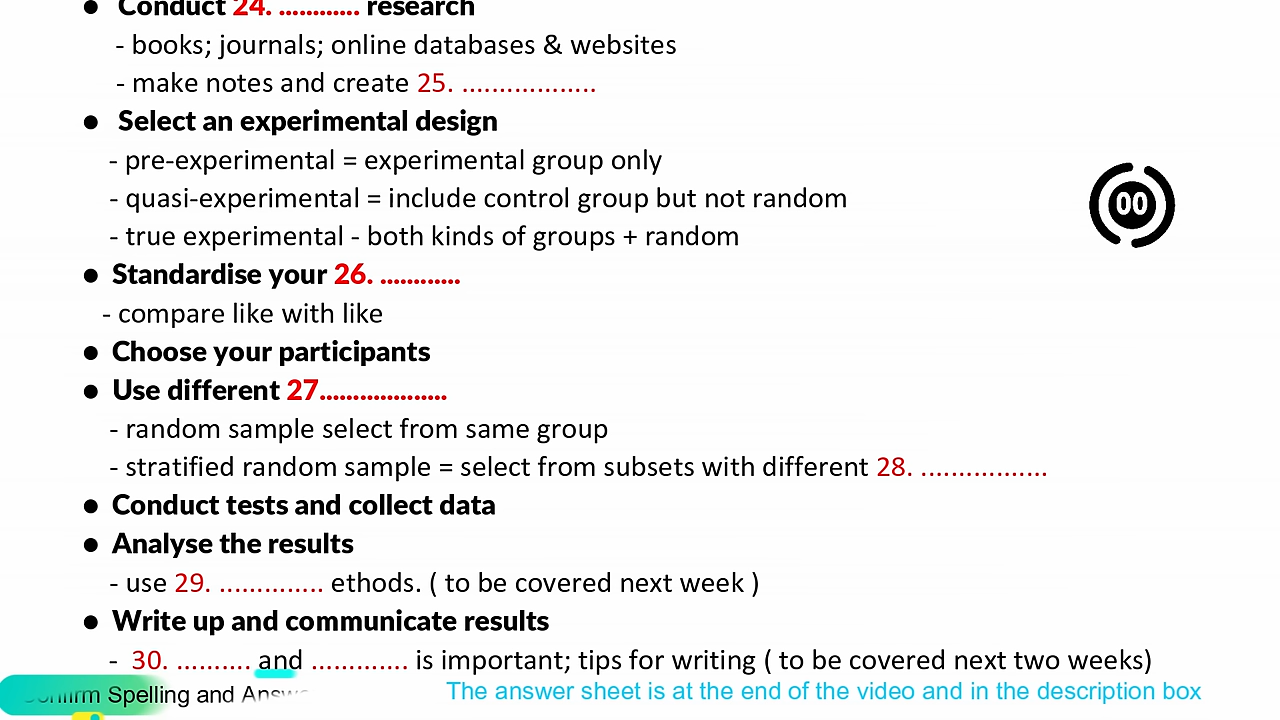 ● Conduct 24. ............ research
- books; journals; online databases & websites
- make notes and create 25. ..................
● Select an experimental design
- pre-experimental = experimental group only
- quasi-experimental = include control group but not random
- true experimental - both kinds of groups + random
● Standardise your 26. ............
- compare like with like
● Choose your participants
● Use different 27...................
- random sample select from same group
- stratified random sample = select from subsets with different 28. .................
● Conduct tests and collect data
● Analyse the results
- use 29. .............. ethods. ( to be covered next week )
● Write up and communicate results
- 30. .......... and ............. is important; tips for writing ( to be covered next two weeks)
00
Spelling and
The answer sheet is at the end of the video and in the description box